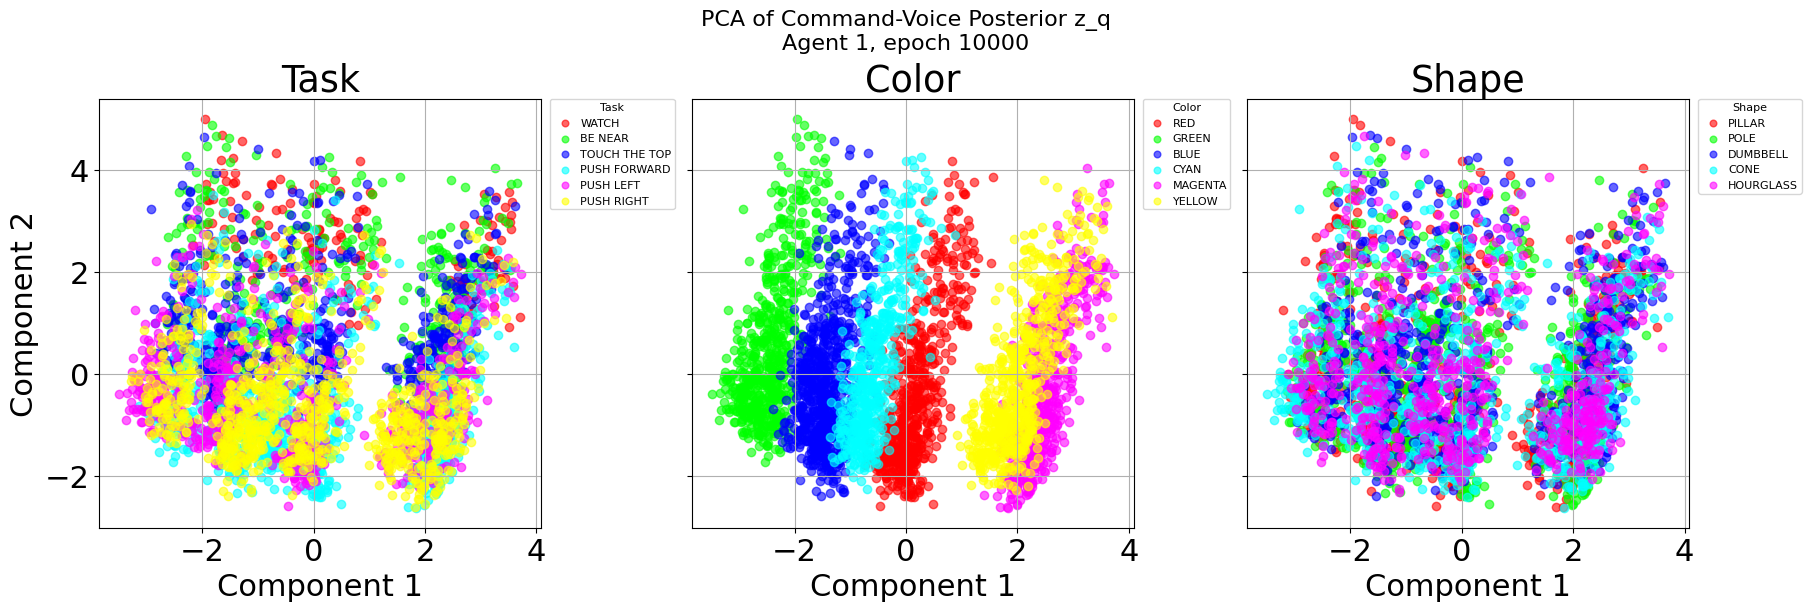 PCA of Command-Voice Posterior z_q
Agent 1, epoch 10000
Task
Component 2
4
2
0
−2
−2 0 2 4
Component 1
Task
WATCH
BE NEAR
TOUCH THE TOP
PUSH FORWARD
PUSH LEFT
PUSH RIGHT
Color
−2 0 2 4
Component 1
Color
RED
GREEN
BLUE
CYAN
MAGENTA
YELLOW
Shape
−2 0 2 4
Component 1
Shape
PILLAR
POLE
DUMBBELL
CONE
HOURGLASS